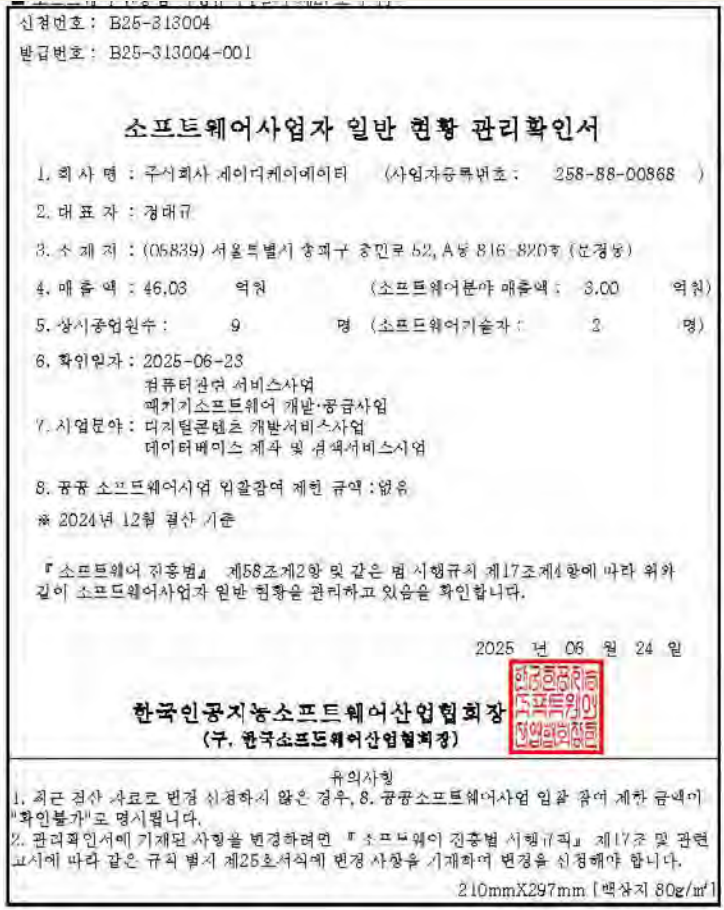 신청번호 : B25-313004
발급번호 : B25-313004-001
소프트웨어사업자 일반 현황 관리확인서
1. 회 사 명 : 주식회사 제이디케이데이터 (사업자등록번호 : 258-88-00868 )
2. 대 표 자 : 정대규
3. 소 재 지 : (05839) 서울특별시 송파구 충민로 52, A동 816-820호 (문정동)
4. 매 출 액 : 46.03 억원 (소프트웨어분야 매출액 : 3.00 억원)
5. 상시종업원수 : 9 명 (소프트웨어기술자 : 2 명)
6. 확인일자 : 2025-06-23
컴퓨터관련 서비스사업
패키지소프트웨어 개발·공급사업
7. 사업분야 : 디지털콘텐츠 개발서비스사업
데이터베이스 제작 및 검색서비스사업
8. 공공 소프트웨어사업 입찰참여 제한 금액 : 없음
※ 2024년 12월 결산 기준
『소프트웨어 진흥법』 제58조제2항 및 같은 법 시행규칙 제17조제4항에 따라 위와
같이 소프트웨어사업자 일반 현황을 관리하고 있음을 확인합니다.
2025 년 06 월 24 일
한국인공지능소프트웨어산업협회장
(구. 한국소프트웨어산업협회장)
유의사항
1. 최근 결산 자료로 변경 신청하지 않은 경우, 8. 공공소프트웨어사업 입찰 참여 제한 금액이
"확인불가"로 명시됩니다.
2. 관리확인서에 기재된 사항을 변경하려면 『소프트웨어 진흥법 시행규칙』 제17조 및 관련
고시에 따라 같은 규칙 별지 제25호서식에 변경 사항을 기재하여 변경을 신청해야 합니다.
210mmX297mm [백상지 80g/㎡]